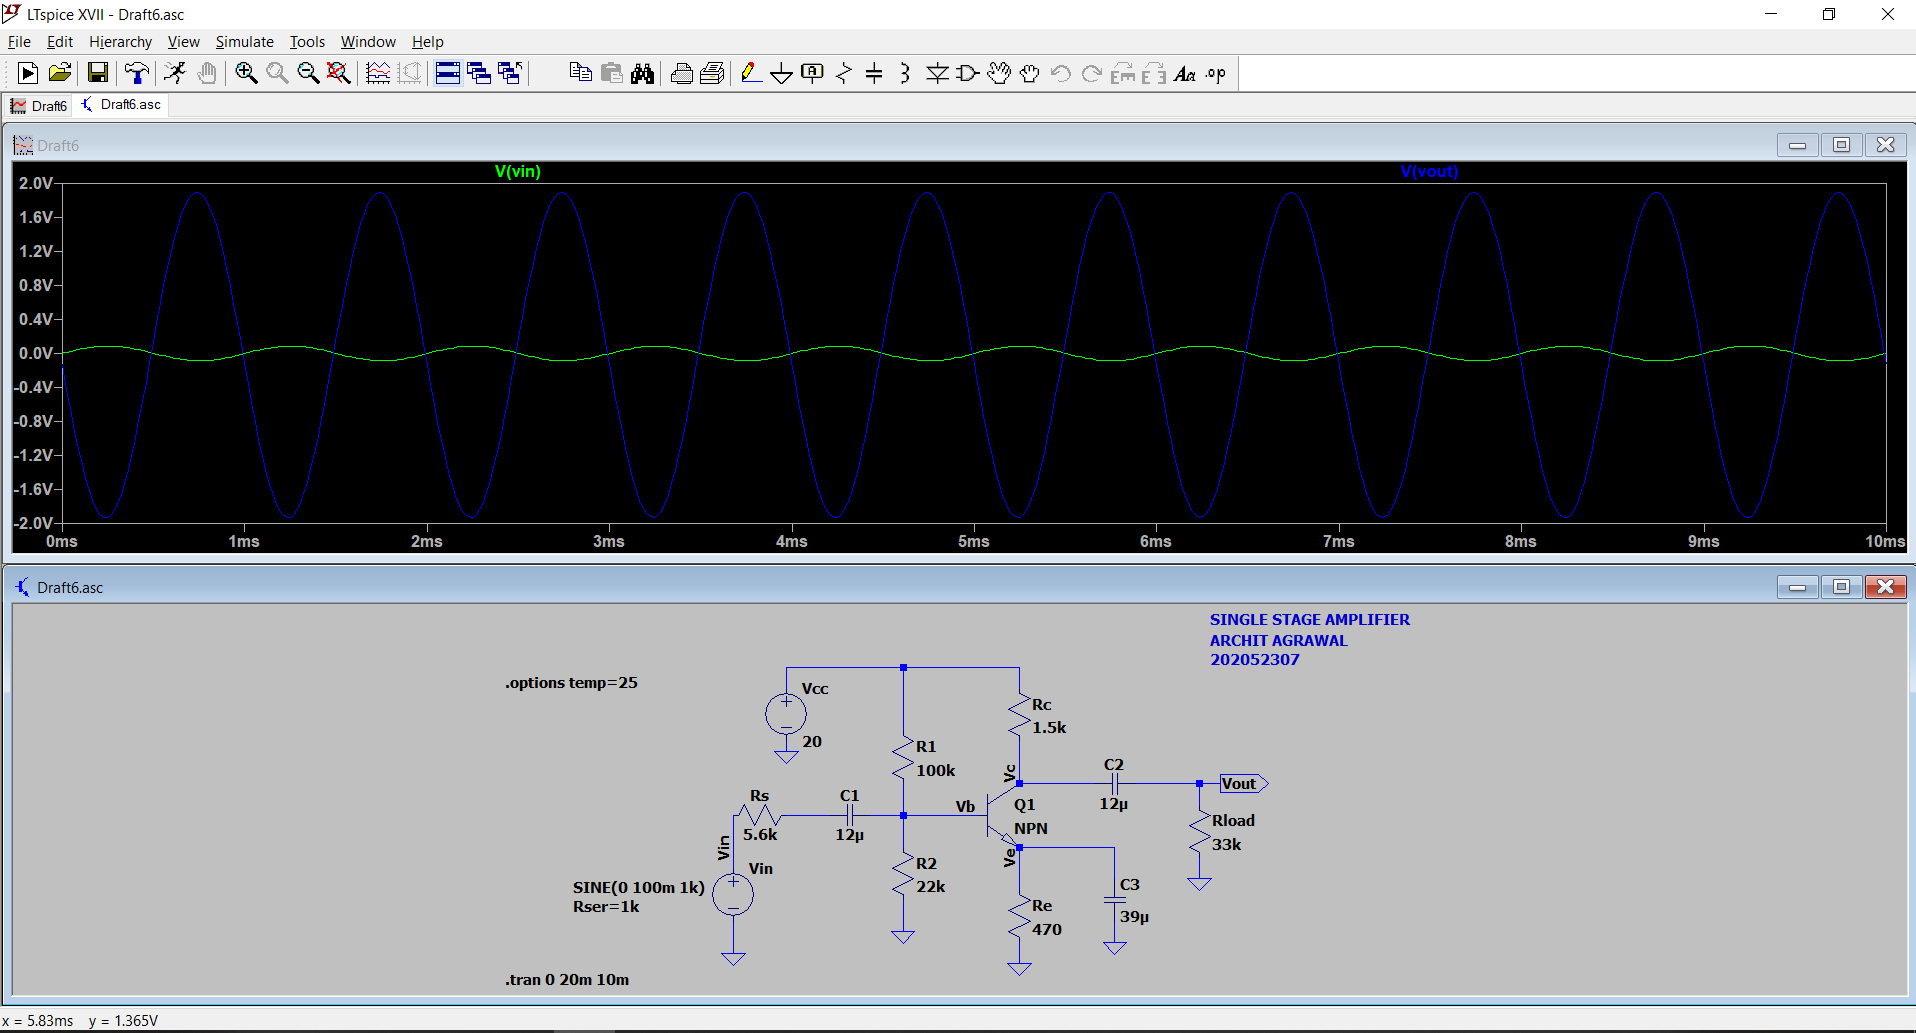 LTspice XVII - Draft6.asc
File Edit Hierarchy View Simulate Tools Window Help
Draft6 Draft6.asc
Draft6
V(vin) V(vout)
2.0V
1.6V
1.2V
0.8V
0.4V
0.0V
-0.4V
-0.8V
-1.2V
-1.6V
-2.0V
0ms 1ms 2ms 3ms 4ms 5ms 6ms 7ms 8ms 9ms 10ms
Draft6.asc
SINGLE STAGE AMPLIFIER
ARCHIT AGRAWAL
202052307
.options temp=25
Vcc
20
Rc
1.5k
R1
100k
Vc
C2
12µ
Vout
Rs
5.6k
C1
12µ
Vb
Q1
NPN
Rload
33k
Vin
Vin
SINE(0 100m 1k)
Rser=1k
R2
22k
Ve
Re
470
C3
39µ
.tran 0 20m 10m
x = 5.83ms y = 1.365V